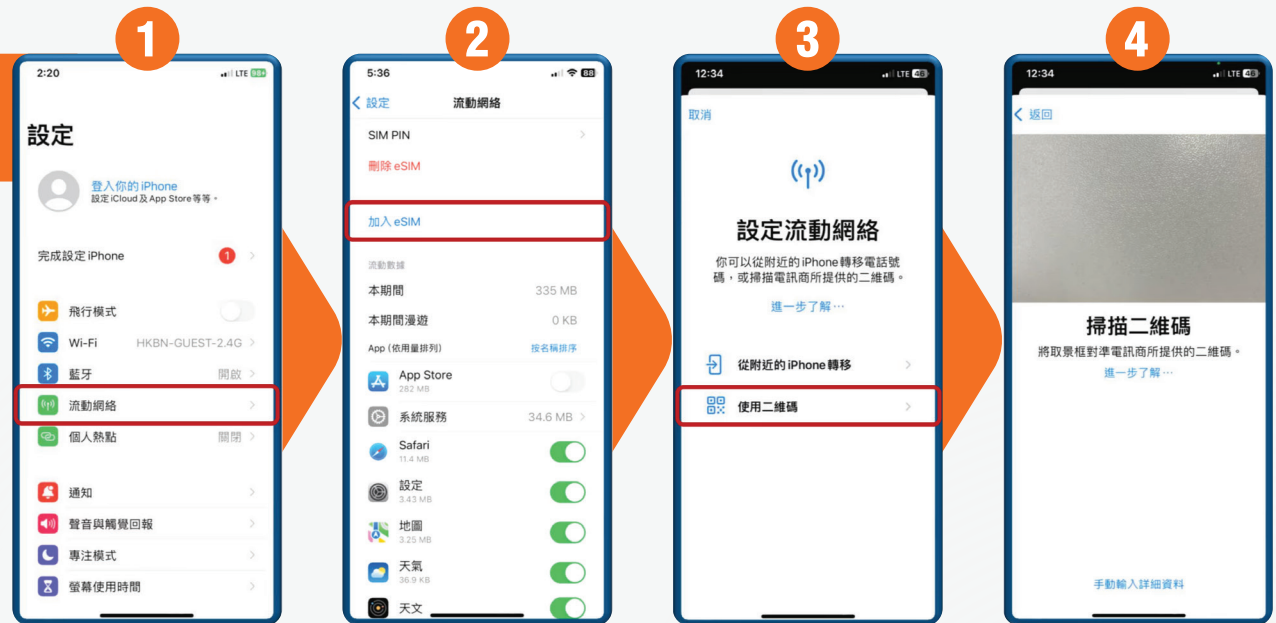 1
2:20
LTE
設定
登入你的 iPhone
設定 iCloud 及 App Store 等等。
完成設定 iPhone
1
飛行模式
Wi-Fi HKBN-GUEST-2.4G
藍牙 開啟
流動網絡
個人熱點 關閉
通知
聲音與觸覺回報
專注模式
螢幕使用時間
2
5:36
88
設定 流動網絡
SIM PIN
刪除 eSIM
加入 eSIM
流動數據
本期間 335 MB
本期間漫遊 0 KB
App (依用量排列) 按名稱排序
App Store
282 MB
系統服務 34.6 MB
Safari
11.4 MB
設定
3.43 MB
地圖
3.25 MB
天氣
36.9 KB
天文
3
12:34
LTE
取消
設定流動網絡
你可以從附近的 iPhone 轉移電話號
碼，或掃描電訊商所提供的二維碼。
進一步了解…
從附近的 iPhone 轉移
使用二維碼
4
12:34
LTE
返回
掃描二維碼
將取景框對準電訊商所提供的二維碼。
進一步了解…
手動輸入詳細資料